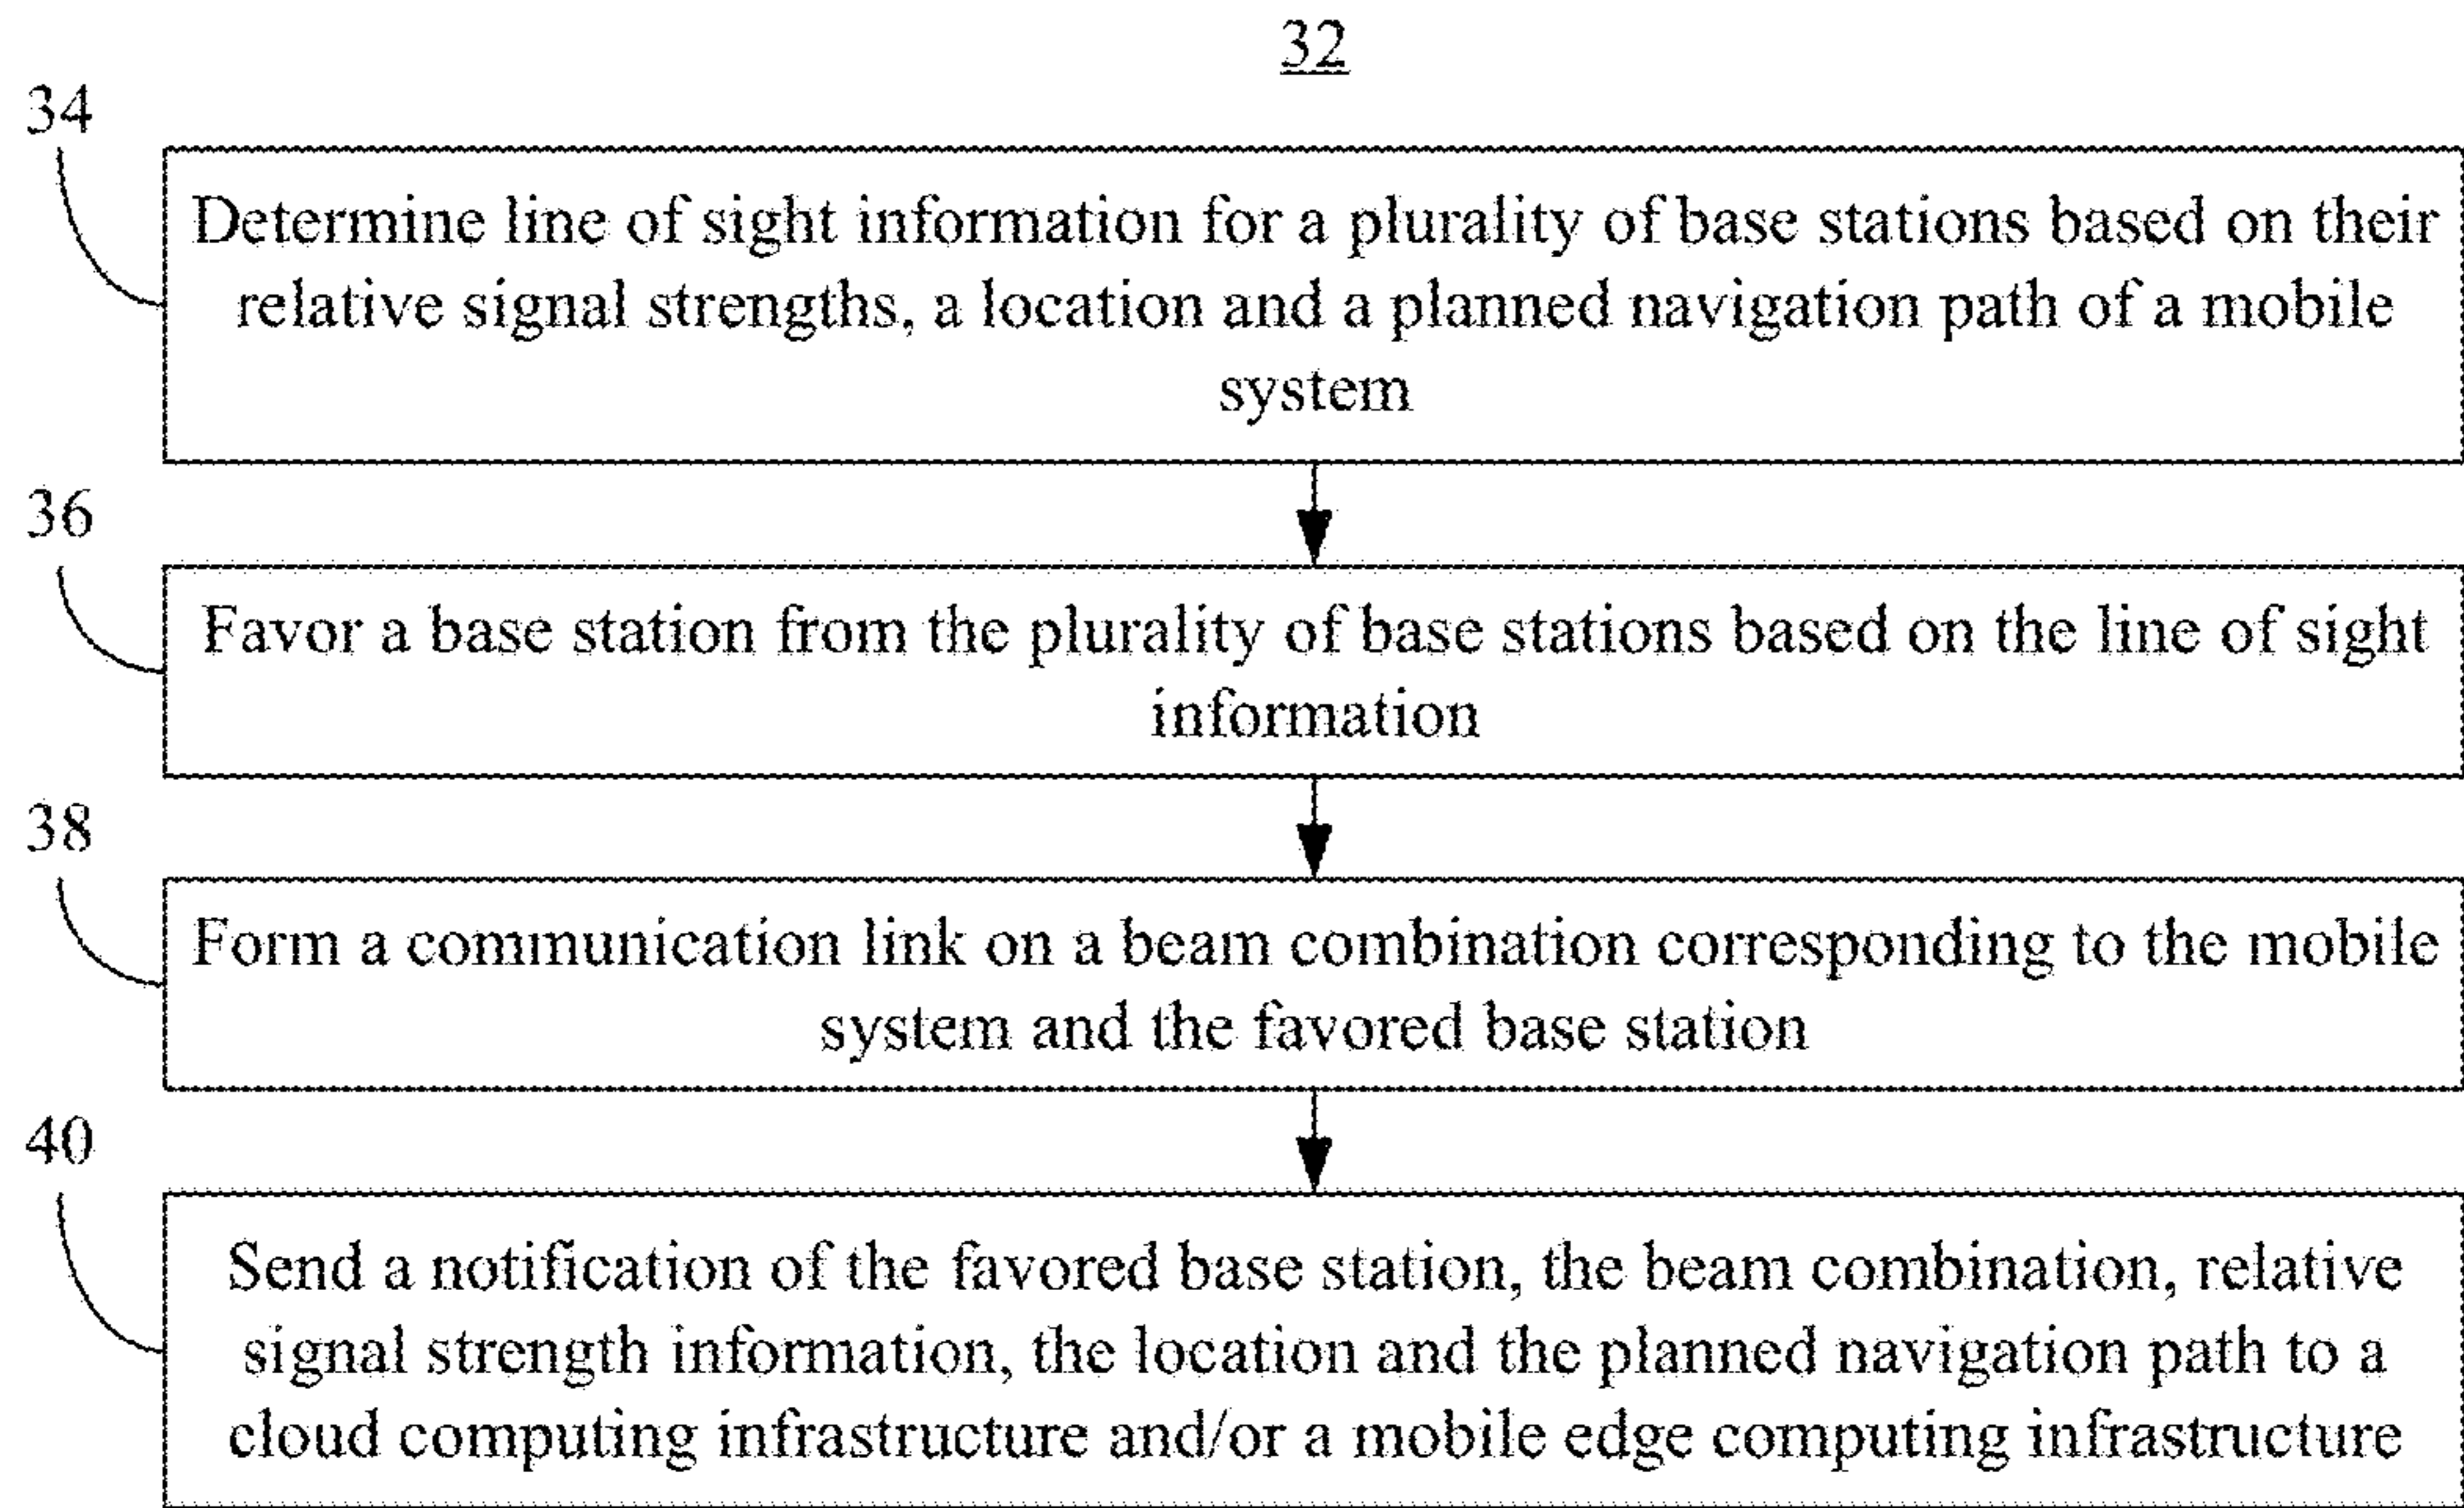 32
34
Determine line of sight information for a plurality of base stations based on their
relative signal strengths, a location and a planned navigation path of a mobile
system
36
Favor a base station from the plurality of base stations based on the line of sight
information
38
Form a communication link on a beam combination corresponding to the mobile
system and the favored base station
40
Send a notification of the favored base station, the beam combination, relative
signal strength information, the location and the planned navigation path to a
cloud computing infrastructure and/or a mobile edge computing infrastructure